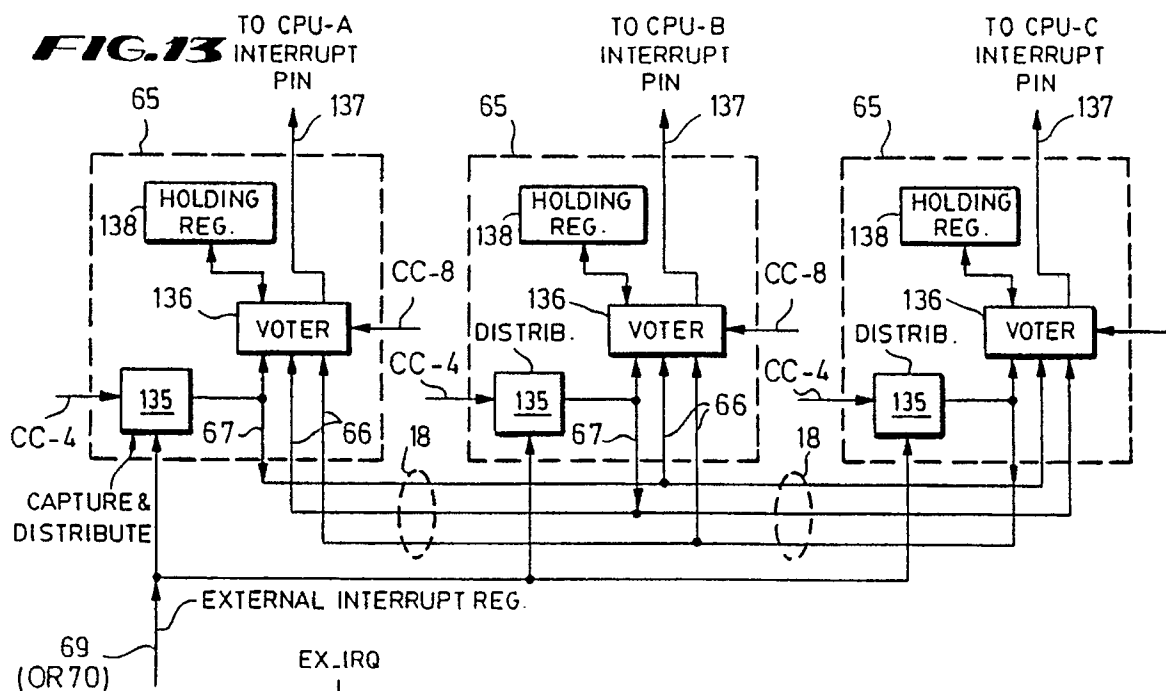 FIG.13
TO CPU-A
INTERRUPT
PIN
TO CPU-B
INTERRUPT
PIN
TO CPU-C
INTERRUPT
PIN
65
137
65
137
65
137
HOLDING
REG.
138
HOLDING
REG.
138
HOLDING
REG.
138
136
VOTER
CC-8
136
VOTER
CC-8
136
VOTER
DISTRIB.
DISTRIB.
CC-4
135
CC-4
135
CC-4
135
67
66
67
66
18
18
CAPTURE &
DISTRIBUTE
EXTERNAL INTERRUPT REG.
69
(OR 70)
EX_IRQ